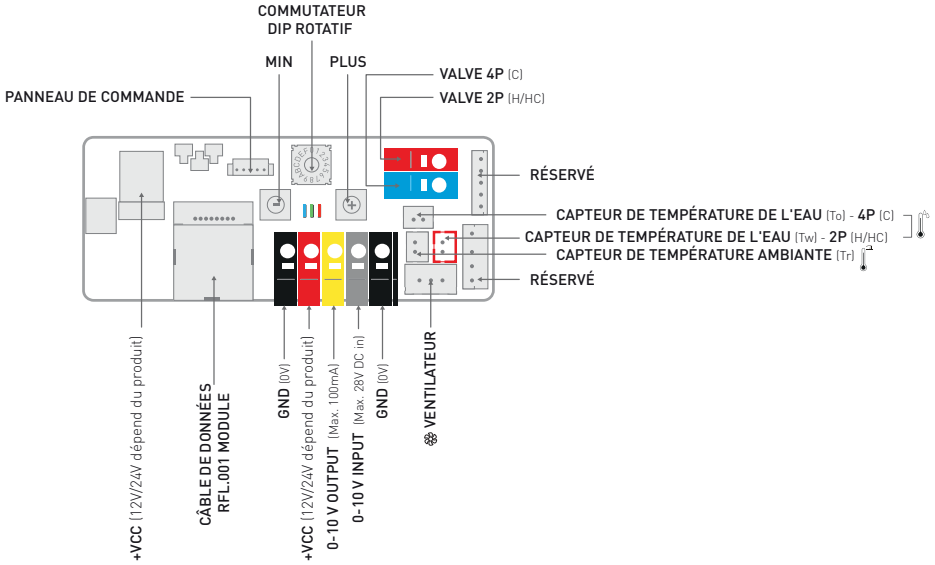 COMMUTATEUR
DIP ROTATIF
MIN
PLUS
VALVE 4P (C)
VALVE 2P (H/HC)
PANNEAU DE COMMANDE
RÉSERVÉ
CAPTEUR DE TEMPÉRATURE DE L'EAU (To) - 4P (C)
CAPTEUR DE TEMPÉRATURE DE L'EAU (Tw) - 2P (H/HC)
CAPTEUR DE TEMPÉRATURE AMBIANTE (Tr)
RÉSERVÉ
+VCC (12V/24V dépend du produit)
CÂBLE DE DONNÉES
RFL.001 MODULE
GND (0V)
+VCC (12V/24V dépend du produit)
0-10 V OUTPUT (Max. 100mA)
0-10 V INPUT (Max. 28V DC in)
GND (0V)
VENTILATEUR